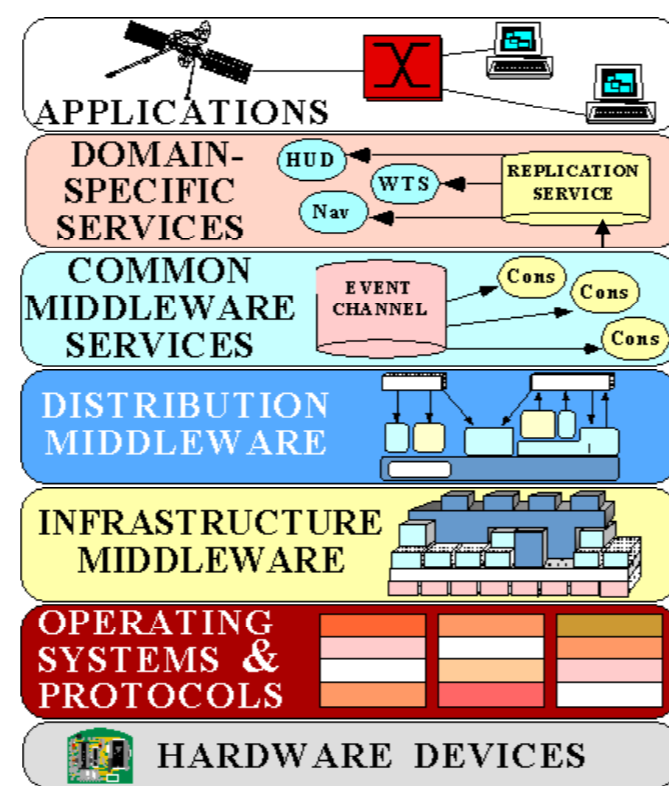 APPLICATIONS
DOMAIN-
SPECIFIC
SERVICES
HUD
WTS
Nav
REPLICATION
SERVICE
COMMON
MIDDLEWARE
SERVICES
EVENT
CHANNEL
Cons
Cons
Cons
DISTRIBUTION
MIDDLEWARE
INFRASTRUCTURE
MIDDLEWARE
OPERATING
SYSTEMS &
PROTOCOLS
HARDWARE DEVICES